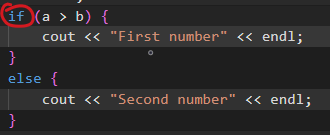 if (a > b) {
    cout << "First number" << endl;
}
else {
    cout << "Second number" << endl;
}